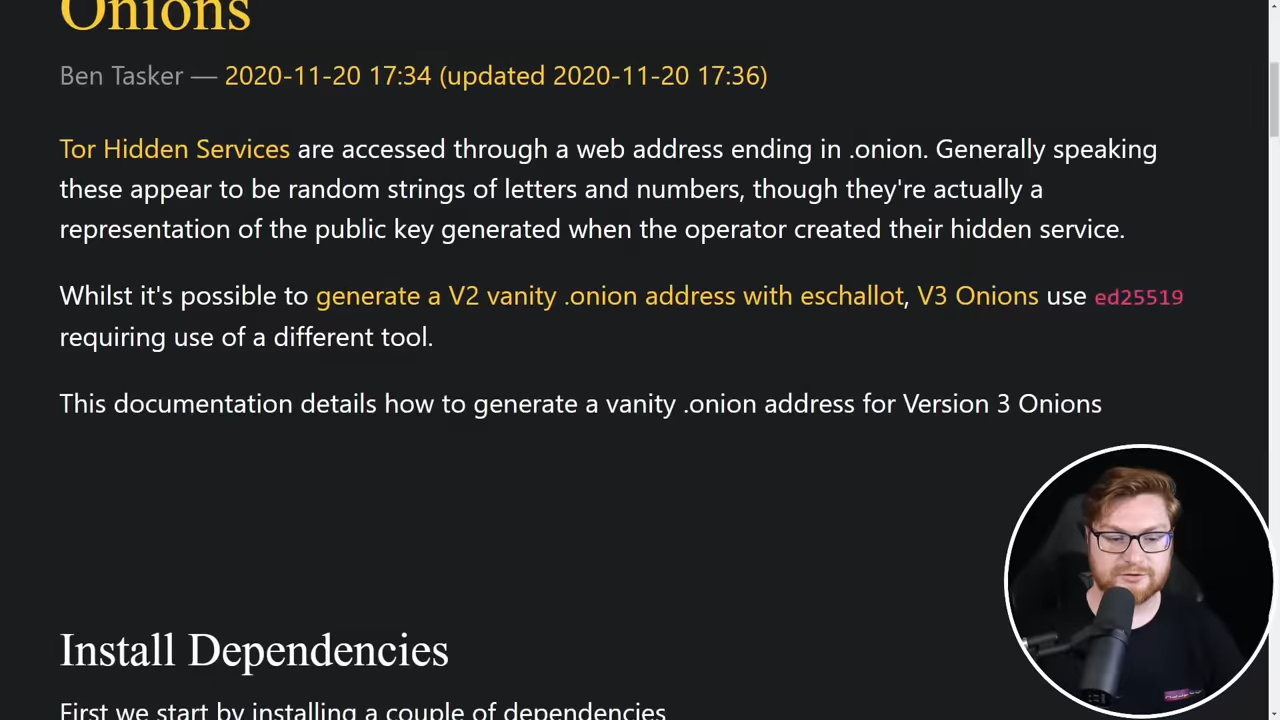 Onions
Ben Tasker — 2020-11-20 17:34 (updated 2020-11-20 17:36)
Tor Hidden Services are accessed through a web address ending in .onion. Generally speaking
these appear to be random strings of letters and numbers, though they're actually a
representation of the public key generated when the operator created their hidden service.
Whilst it's possible to generate a V2 vanity .onion address with eschallot, V3 Onions use ed25519
requiring use of a different tool.
This documentation details how to generate a vanity .onion address for Version 3 Onions
Install Dependencies
First we start by installing a couple of dependencies